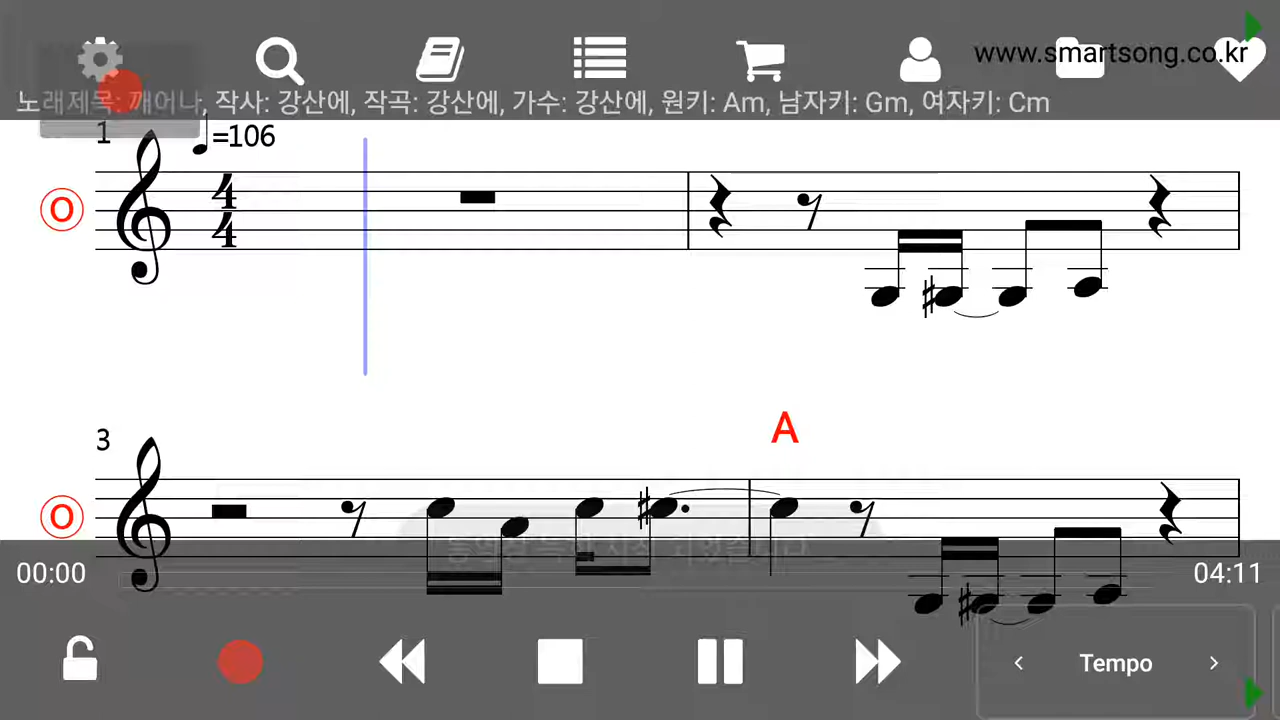 www.smartsong.co.kr
노래제목: 깨어나, 작사: 강산에, 작곡: 강산에, 가수: 강산에, 원키: Am, 남자키: Gm, 여자키: Cm
1
=106
4
4
O
A
3
O
00:00
04:11
Tempo